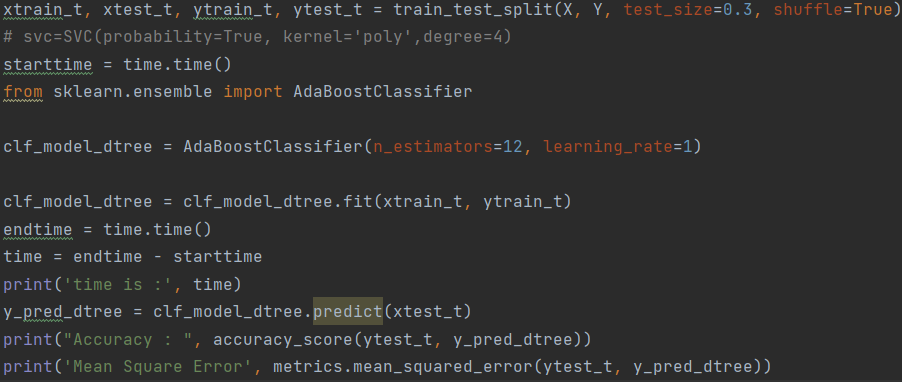 xtrain_t, xtest_t, ytrain_t, ytest_t = train_test_split(X, Y, test_size=0.3, shuffle=True)
# svc=SVC(probability=True, kernel='poly',degree=4)
starttime = time.time()
from sklearn.ensemble import AdaBoostClassifier
clf_model_dtree = AdaBoostClassifier(n_estimators=12, learning_rate=1)
clf_model_dtree = clf_model_dtree.fit(xtrain_t, ytrain_t)
endtime = time.time()
time = endtime - starttime
print('time is :', time)
y_pred_dtree = clf_model_dtree.predict(xtest_t)
print("Accuracy : ", accuracy_score(ytest_t, y_pred_dtree))
print('Mean Square Error', metrics.mean_squared_error(ytest_t, y_pred_dtree))